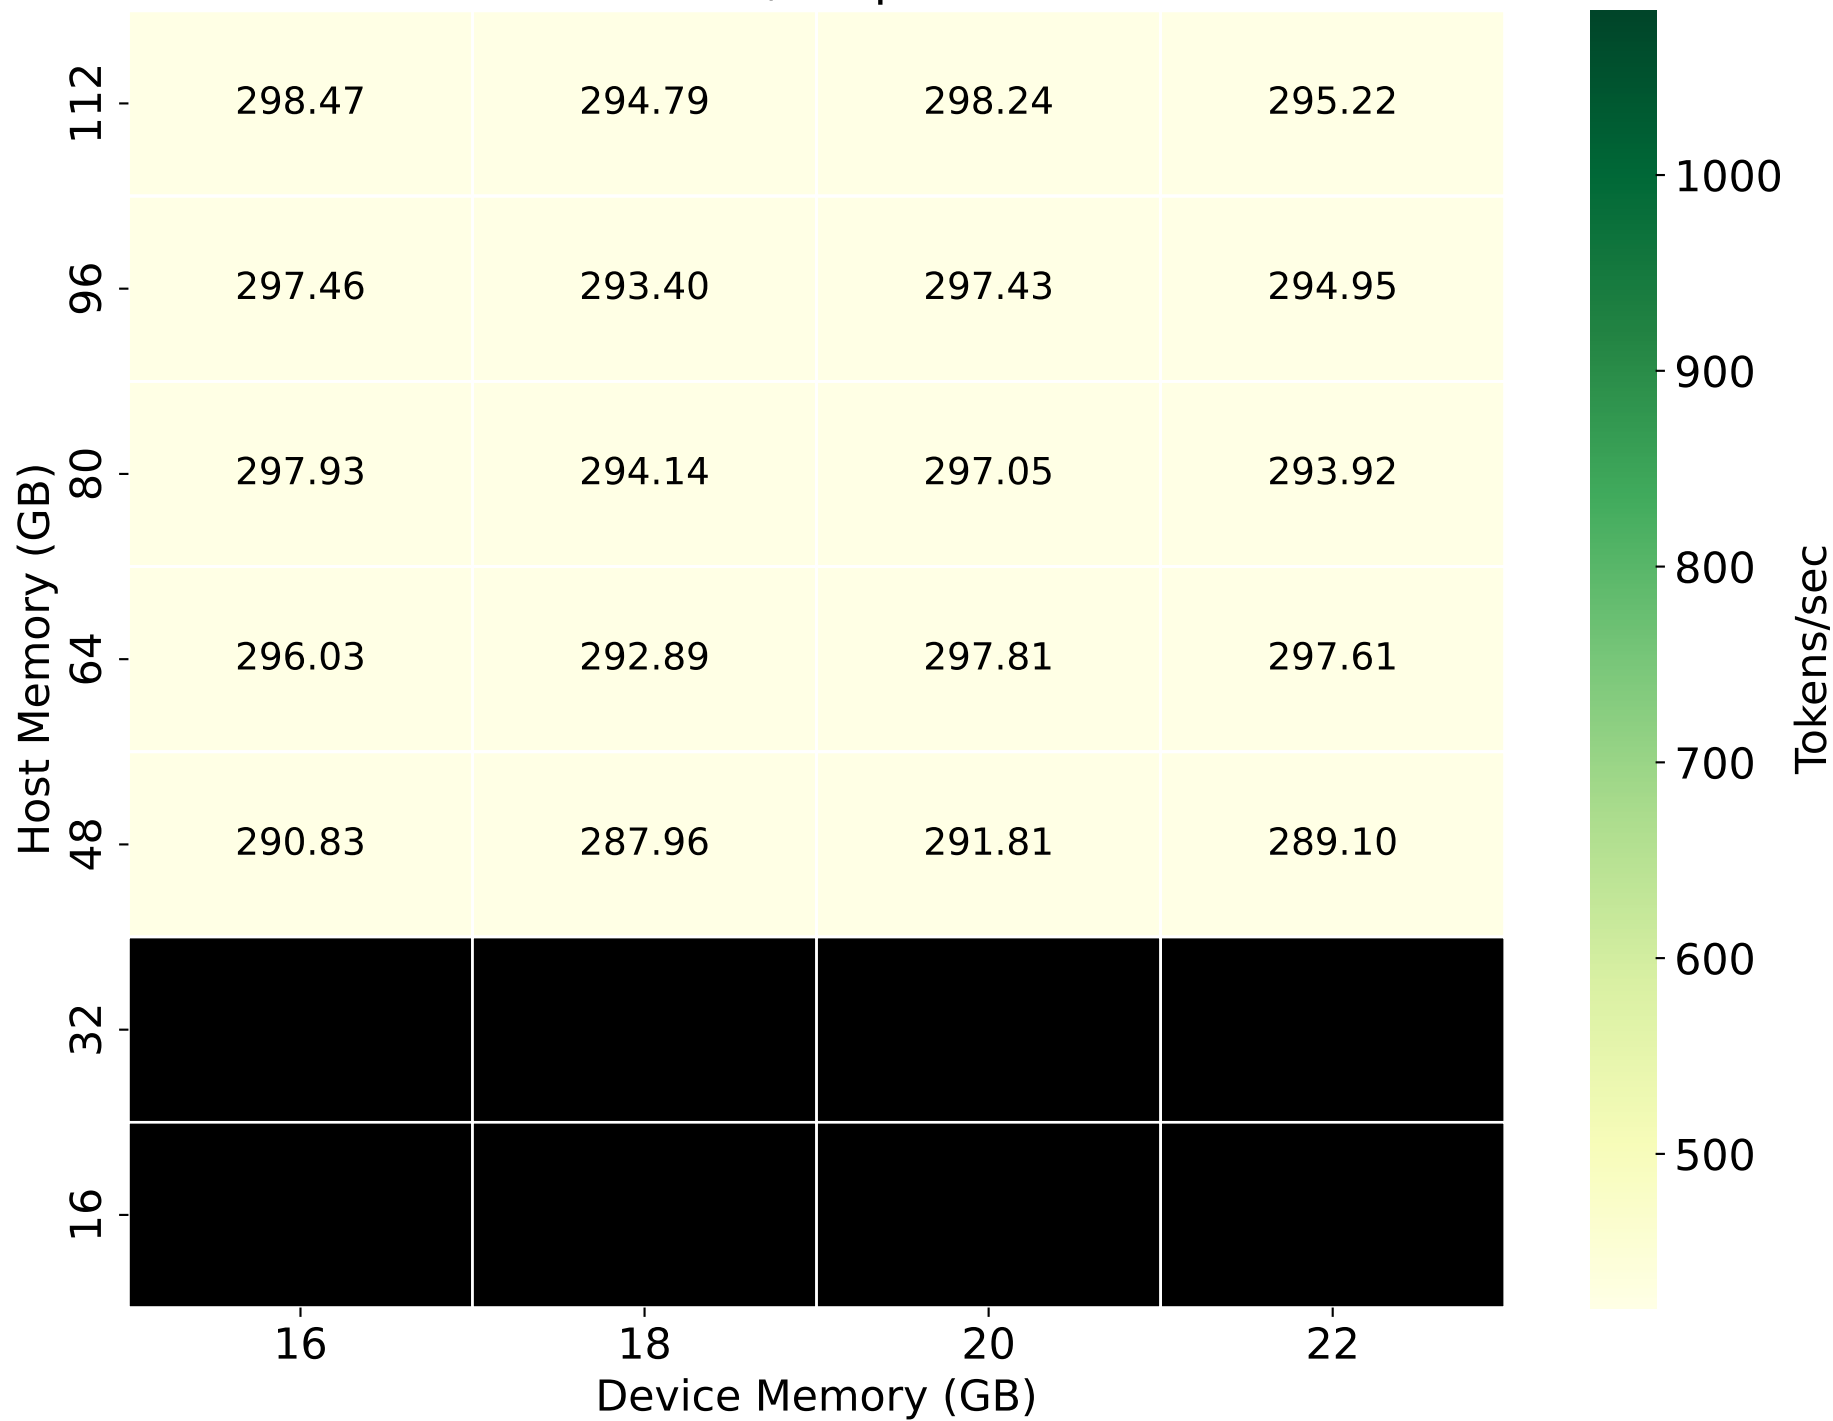 112 298.47 294.79 298.24 295.22
96 297.46 293.40 297.43 294.95
80 297.93 294.14 297.05 293.92
64 296.03 292.89 297.81 297.61
48 290.83 287.96 291.81 289.10
32
16
16 18 20 22
Device Memory (GB)
Host Memory (GB)
1000
900
800
700
600
500
Tokens/sec